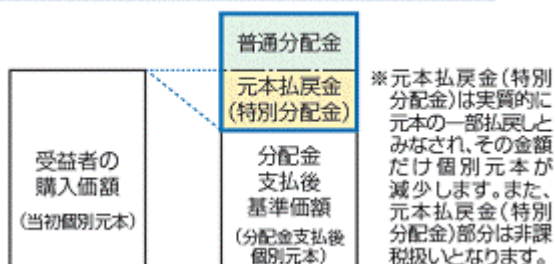 普通分配金
元本払戻金
(特別分配金)
受益者の
購入価額
(当初個別元本)
分配金
支払後
基準価額
(分配金支払後
個別元本)
※元本払戻金(特別
分配金)は実質的に
元本の一部払戻しと
みなされ、その金額
だけ個別元本が
減少します。また、
元本払戻金(特別
分配金)部分は非課
税扱いとなります。